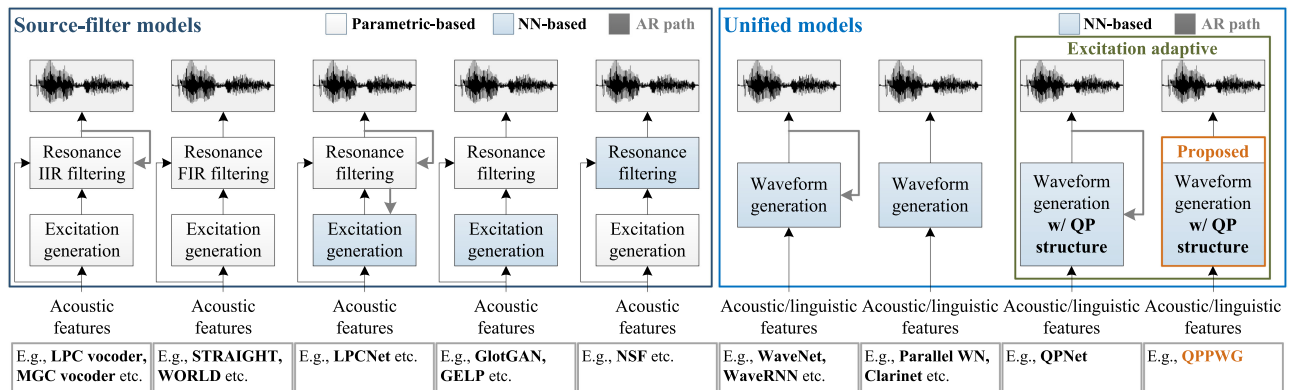 Source-filter models
Parametric-based
NN-based
AR path
Resonance
IIR filtering
Excitation
generation
Acoustic
features
E.g., LPC vocoder,
MGC vocoder etc.
Resonance
FIR filtering
Excitation
generation
Acoustic
features
E.g., STRAIGHT,
WORLD etc.
Resonance
filtering
Excitation
generation
Acoustic
features
E.g., LPCNet etc.
Resonance
filtering
Excitation
generation
Acoustic
features
E.g., GlotGAN,
GELP etc.
Resonance
filtering
Excitation
generation
Acoustic
features
E.g., NSF etc.
Unified models
NN-based
AR path
Waveform
generation
Acoustic/linguistic
features
E.g., WaveNet,
WaveRNN etc.
Waveform
generation
Acoustic/linguistic
features
E.g., Parallel WN,
Clarinet etc.
Excitation adaptive
Waveform
generation
w/ QP
structure
Acoustic/linguistic
features
E.g., QPNet
Proposed
Waveform
generation
w/ QP
structure
Acoustic/linguistic
features
E.g., QPPWG